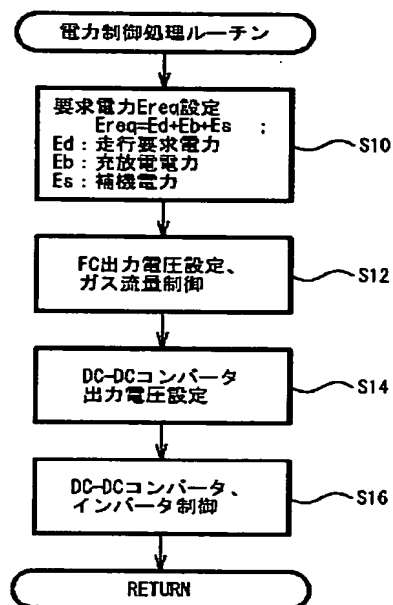 電力制御処理ルーチン
要求電力Ereq設定
Ereq=Ed+Eb+Es :
Ed：走行要求電力
Eb：充放電電力
Es：補機電力
S10
FC出力電圧設定、
ガス流量制御
S12
DC-DCコンバータ
出力電圧設定
S14
DC-DCコンバータ、
インバータ制御
S16
RETURN